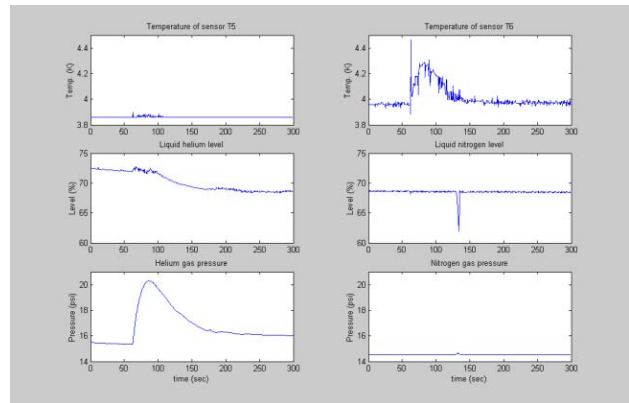 Temperature of sensor T5
Temp. (K)
4.4
4.2
4
3.8
0 50 100 150 200 250 300
Temperature of sensor T6
Temp. (K)
4.4
4.2
4
3.8
0 50 100 150 200 250 300
Liquid helium level
Level (%)
75
70
65
60
0 50 100 150 200 250 300
Liquid nitrogen level
Level (%)
75
70
65
60
0 50 100 150 200 250 300
Helium gas pressure
Pressure (psi)
20
18
16
14
0 50 100 150 200 250 300
time (sec)
Nitrogen gas pressure
Pressure (psi)
20
18
16
14
0 50 100 150 200 250 300
time (sec)